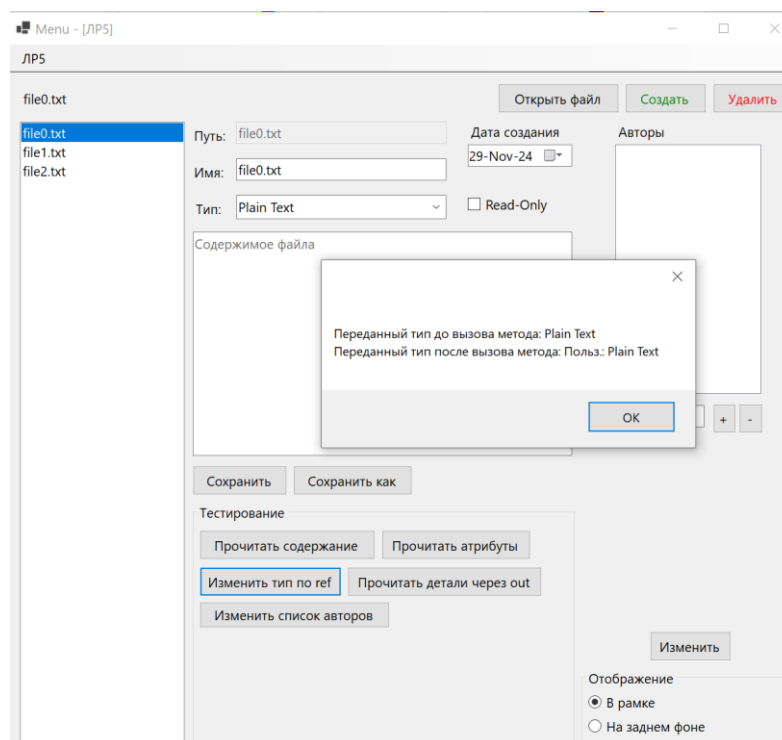 Menu - [ЛР5]
ЛР5
file0.txt
Открыть файл
Создать
Удалить
file0.txt
file1.txt
file2.txt
Путь:
file0.txt
Дата создания
Авторы
29-Nov-24
Имя:
file0.txt
Тип:
Plain Text
Read-Only
Содержимое файла
Переданный тип до вызова метода: Plain Text
Переданный тип после вызова метода: Польз.: Plain Text
OK
+
-
Сохранить
Сохранить как
Тестирование
Прочитать содержание
Прочитать атрибуты
Изменить тип по ref
Прочитать детали через out
Изменить список авторов
Изменить
Отображение
В рамке
На заднем фоне